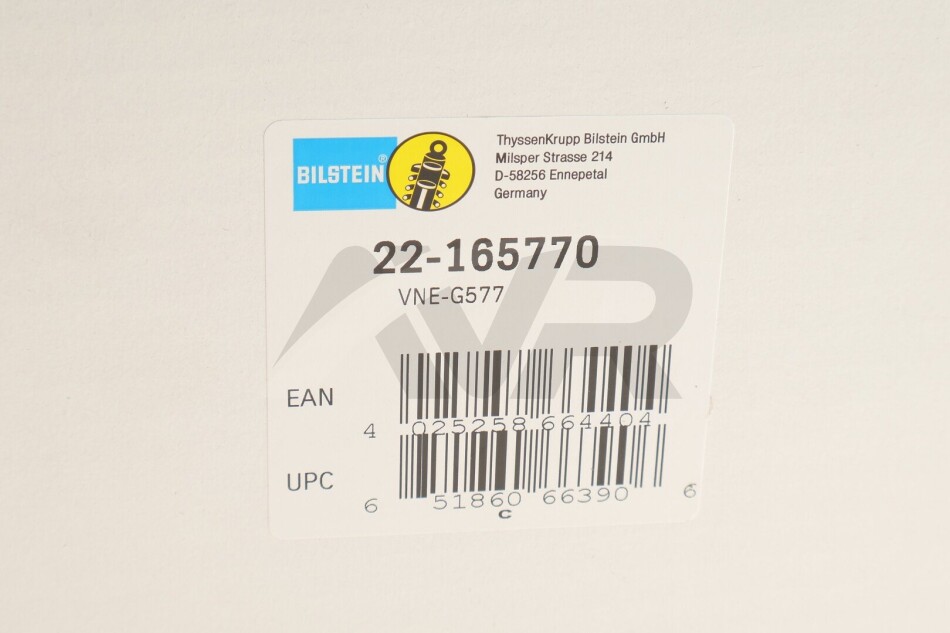 BILSTEIN®
ThyssenKrupp Bilstein GmbH
Milsper Strasse 214
D-58256 Ennepetal
Germany
22-165770
VNE-G577
VR
EAN
4 025258 664404
UPC
6 51860 66390 6
C